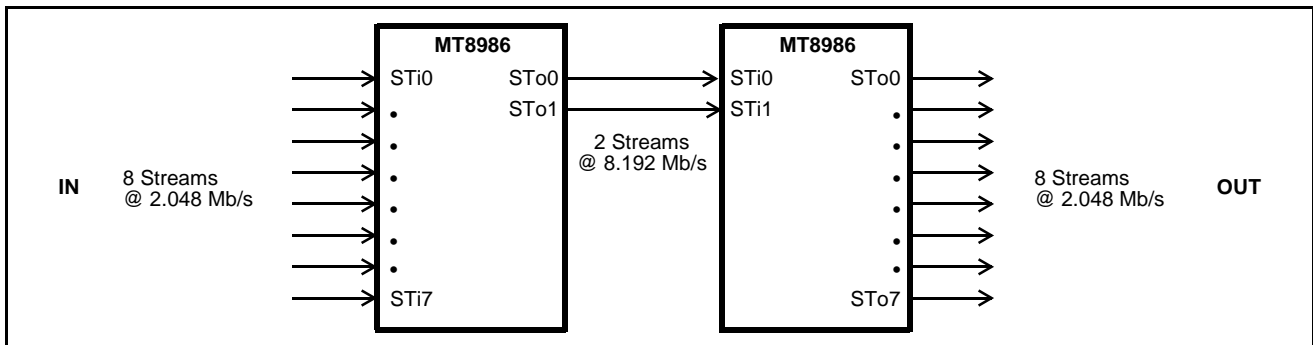 MT8986
MT8986
STi0
STo0
STi0
STo0
STo1
STi1
2 Streams
@ 8.192 Mb/s
IN
8 Streams
@ 2.048 Mb/s
8 Streams
@ 2.048 Mb/s
OUT
STi7
STo7